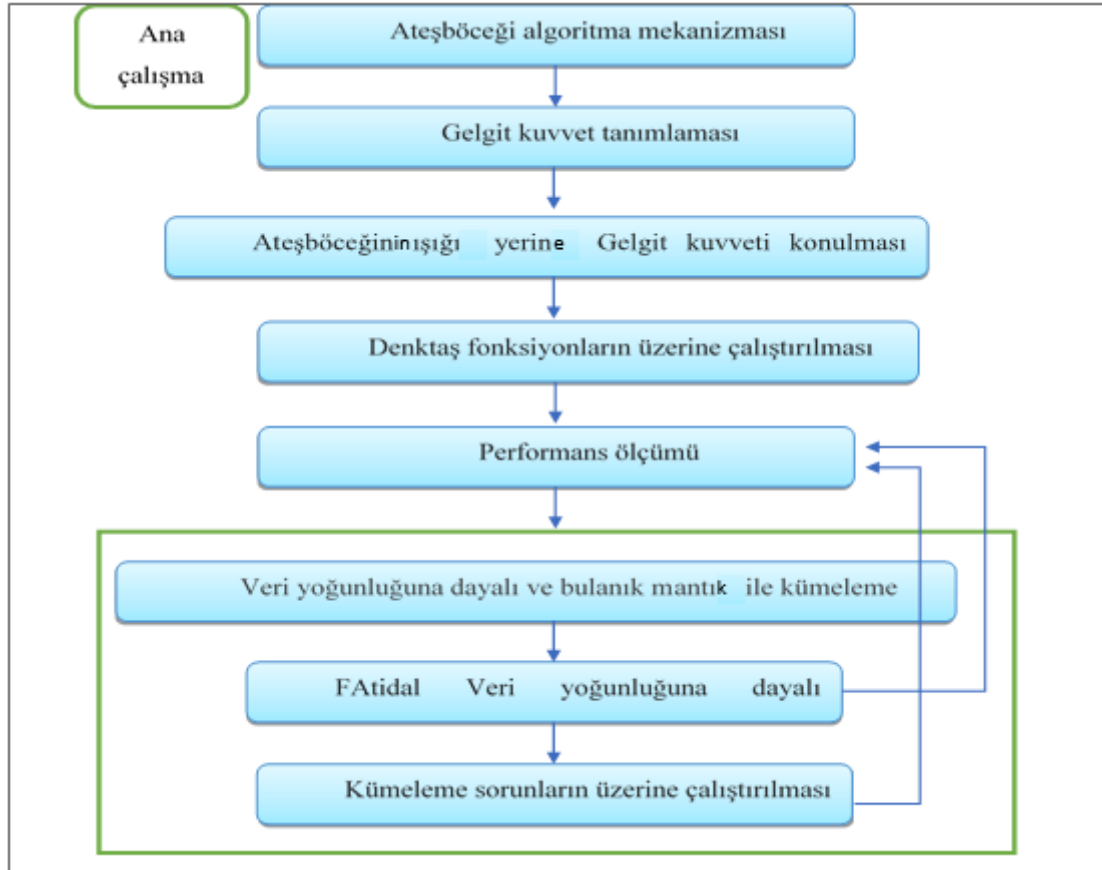 Ana
çalışma
Ateşböceği algoritma mekanizması
Gelgit kuvvet tanımlaması
Ateşböceğininışığı yerine Gelgit kuvveti konulması
Denktaş fonksiyonların üzerine çalıştırılması
Performans ölçümü
Veri yoğunluğuna dayalı ve bulanık mantık ile kümeleme
FAtidal Veri yoğunluğuna dayalı
Kümeleme sorunların üzerine çalıştırılması